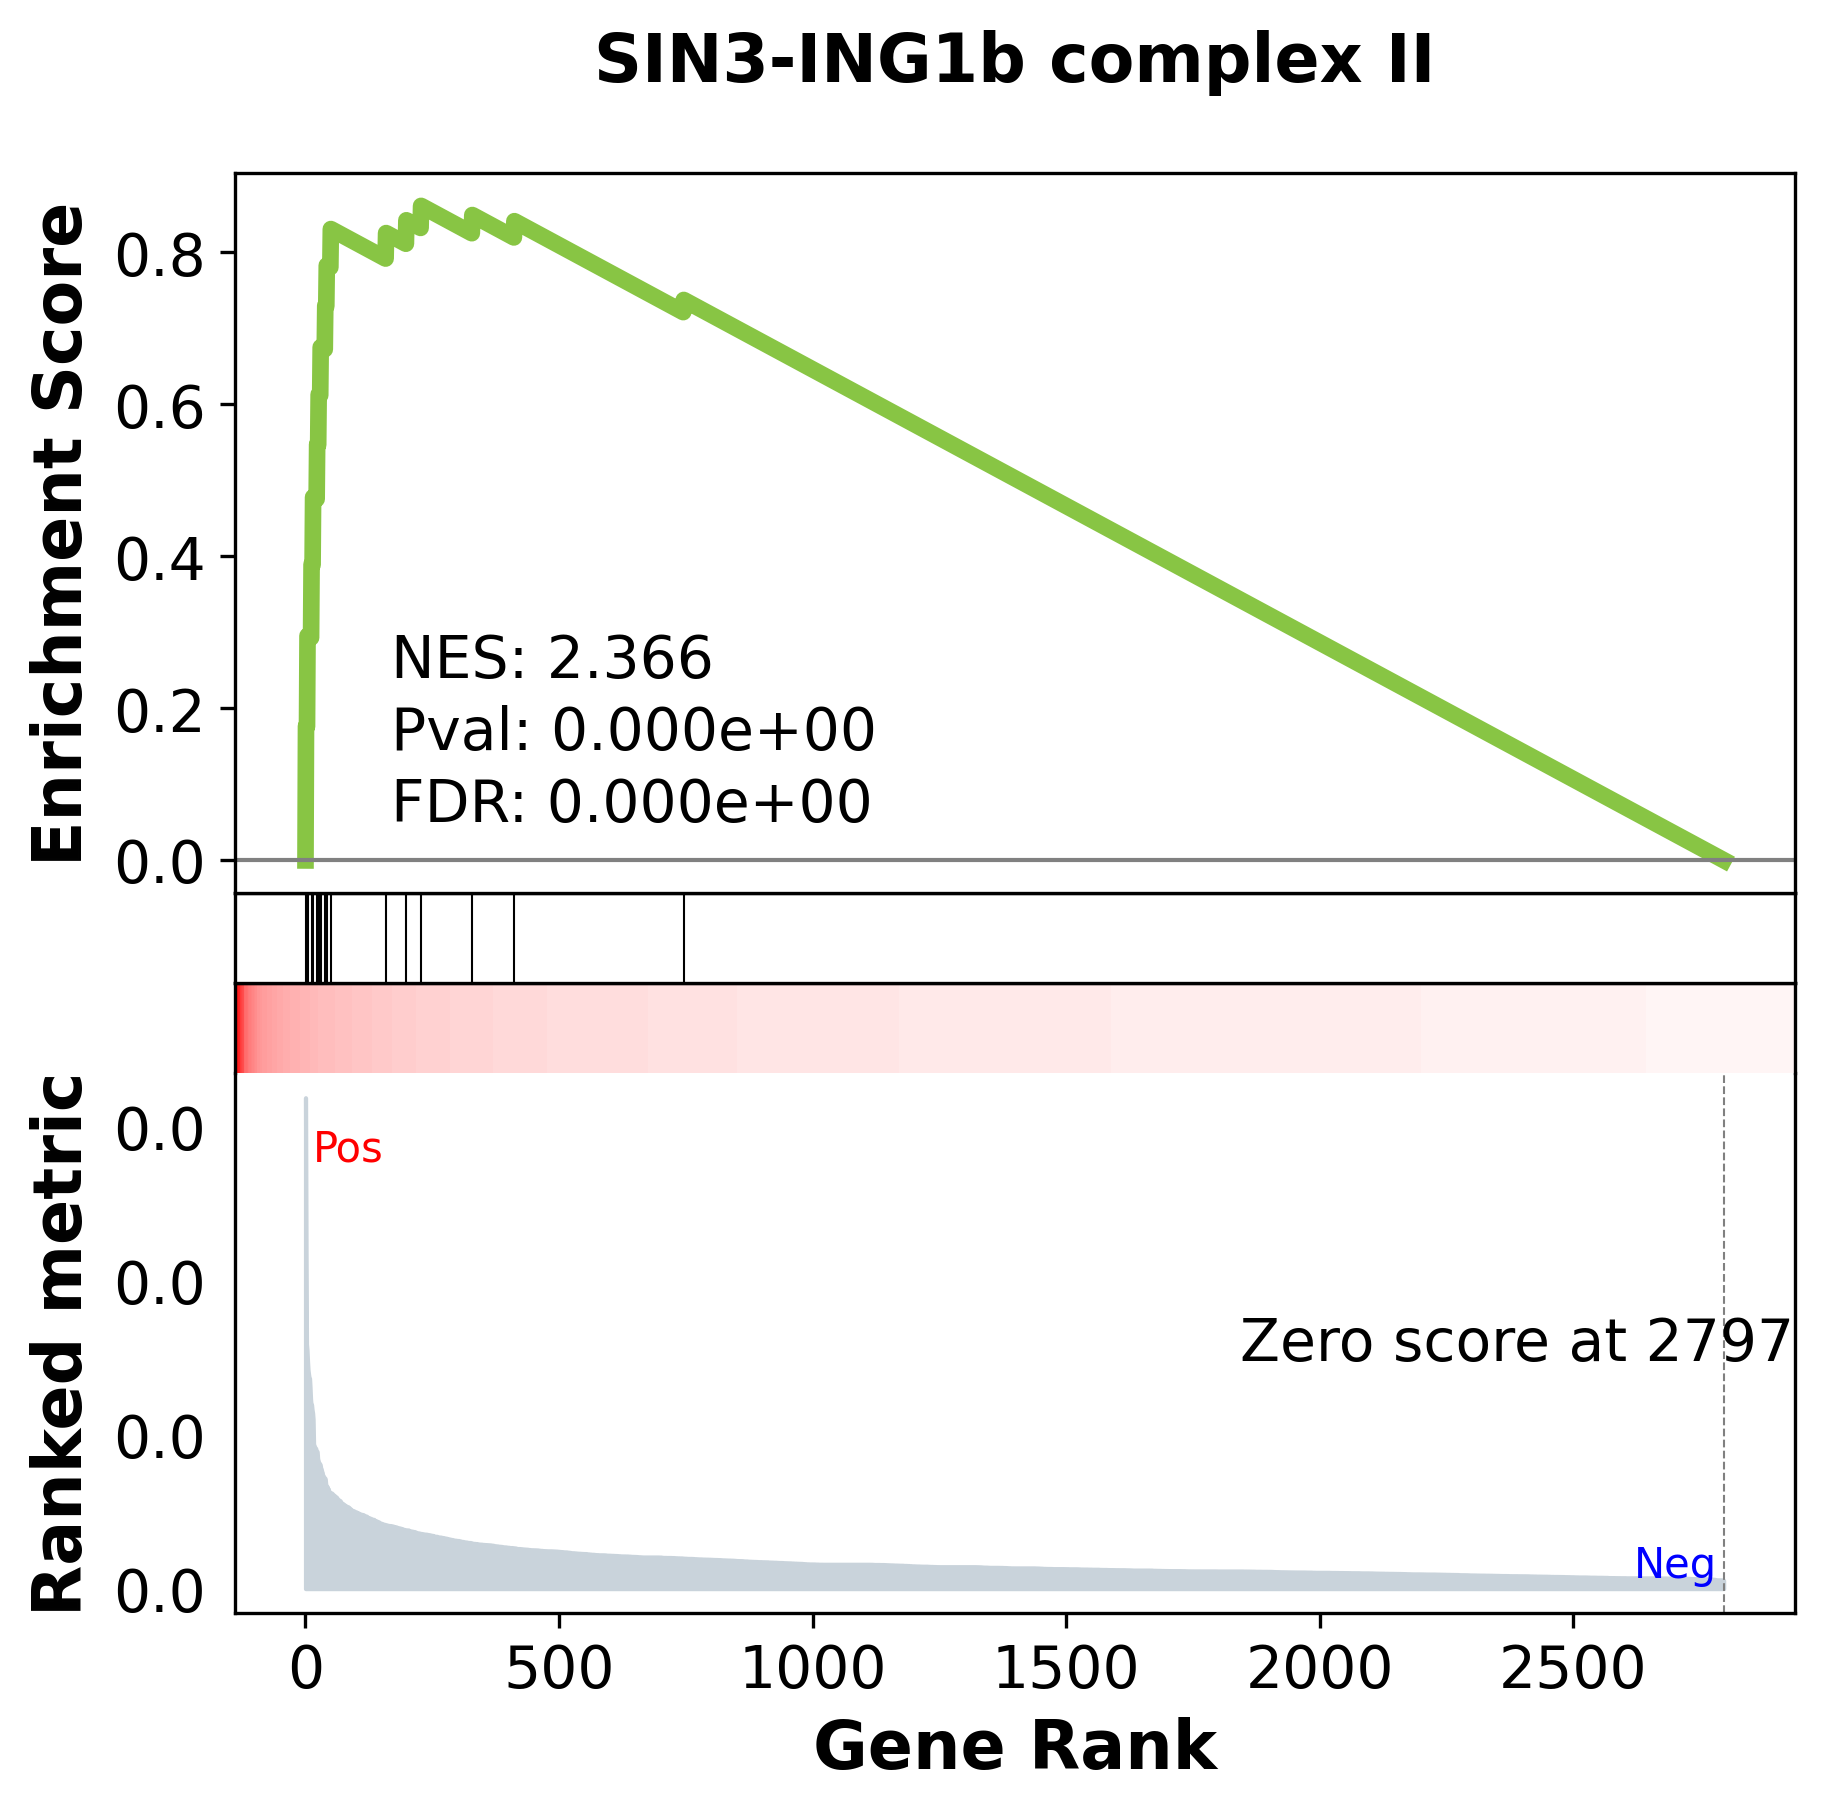 SIN3-ING1b complex II
Enrichment Score
0.8
0.6
0.4
0.2
0.0
NES: 2.366
Pval: 0.000e+00
FDR: 0.000e+00
Ranked metric
0.0
0.0
0.0
0.0
Pos
Zero score at 2797
Neg
0 500 1000 1500 2000 2500
Gene Rank